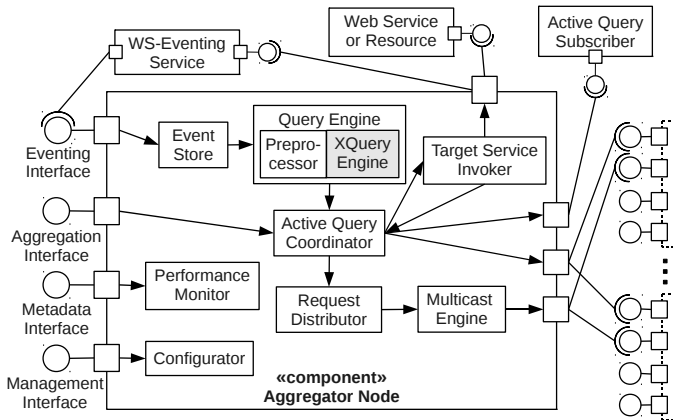 WS-Eventing
Service
Web Service
or Resource
Active Query
Subscriber
Eventing
Interface
Event
Store
Query Engine
Prepro-
cessor
XQuery
Engine
Target Service
Invoker
Aggregation
Interface
Active Query
Coordinator
Metadata
Interface
Performance
Monitor
Request
Distributor
Multicast
Engine
Management
Interface
Configurator
«component»
Aggregator Node